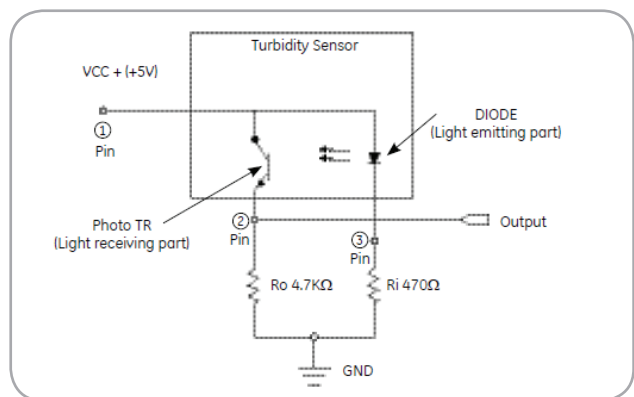 Turbidity Sensor
VCC + (+5V)
DIODE
(Light emitting part)
①
Pin
Photo TR
(Light receiving part)
②
Pin
Output
③
Pin
Ro 4.7KΩ
Ri 470Ω
GND